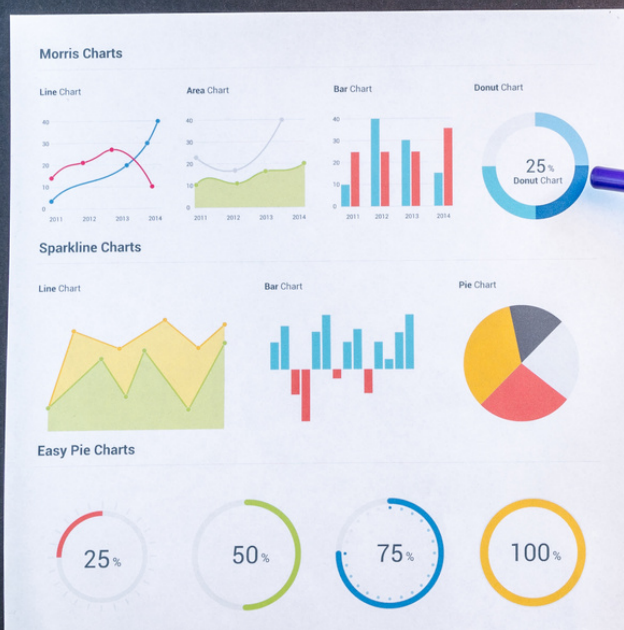 Morris Charts
Line Chart
Area Chart
Bar Chart
Donut Chart
40
30
20
10
0
2011 2012 2013 2014
40
30
20
10
0
2011 2012 2013 2014
40
30
20
10
0
2011 2012 2013 2014
25%
Donut Chart
Sparkline Charts
Line Chart
Bar Chart
Pie Chart
Easy Pie Charts
25%
50%
75%
100%